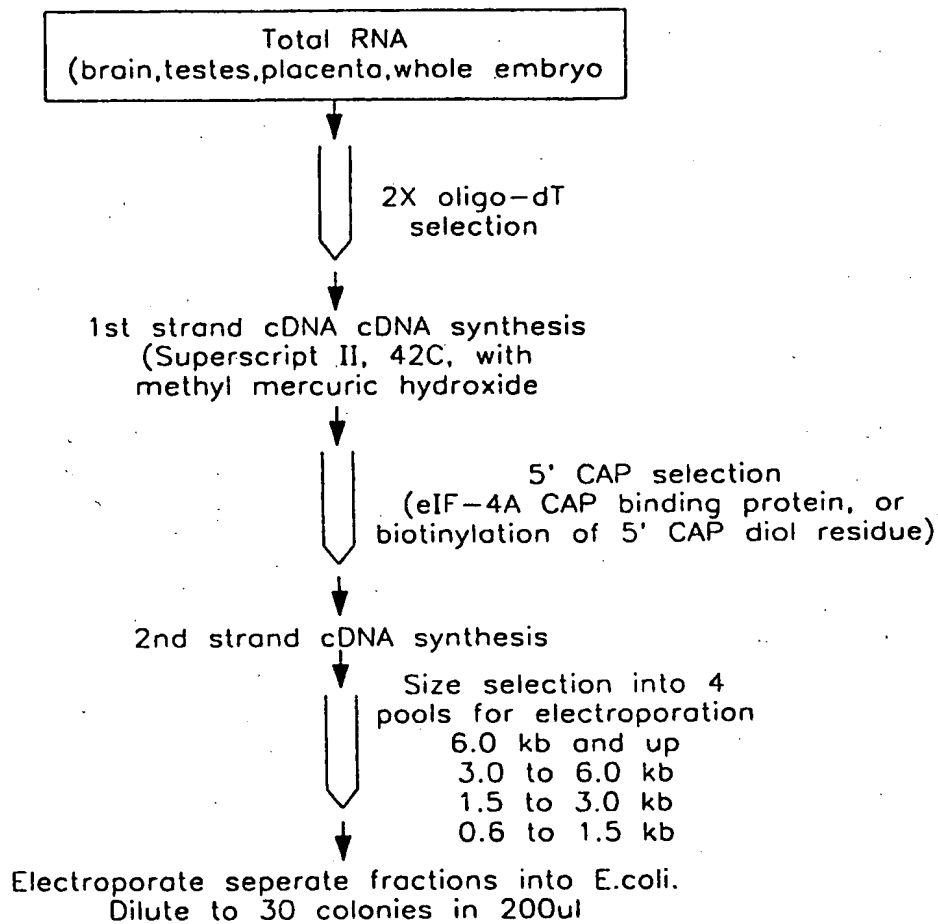 Total RNA
(brain,testes,placenta,whole embryo
2X oligo-dT
selection
1st strand cDNA cDNA synthesis
(Superscript II, 42C, with
methyl mercuric hydroxide
5' CAP selection
(eIF-4A CAP binding protein, or
biotinylation of 5' CAP diol residue)
2nd strand cDNA synthesis
Size selection into 4
pools for electroporation
6.0 kb and up
3.0 to 6.0 kb
1.5 to 3.0 kb
0.6 to 1.5 kb
Electroporate seperate fractions into E.coli.
Dilute to 30 colonies in 200ul